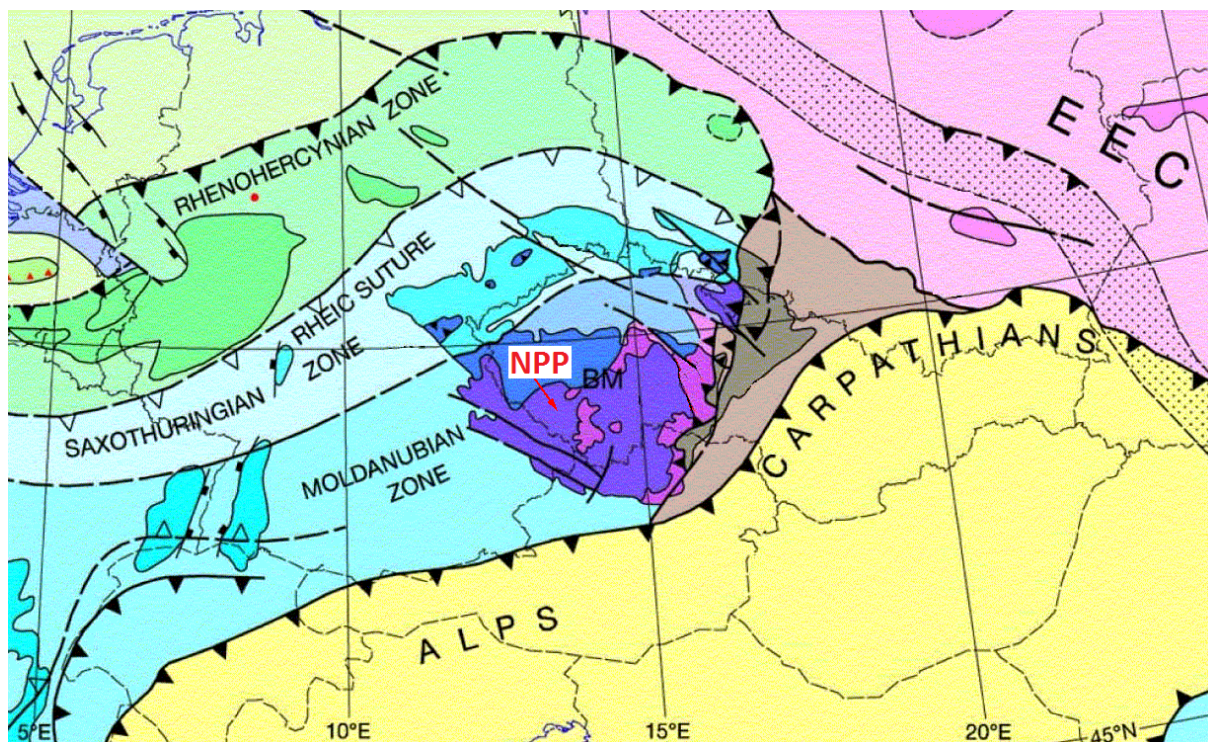 RHENOHERCYNIAN ZONE
EEC
RHEIC SUTURE
ZONE
SAXOTHURINGIAN
NPP
BM
MOLDANUBIAN
ZONE
CARPATHIANS
ALPS
5°E
10°E
15°E
20°E
45°N